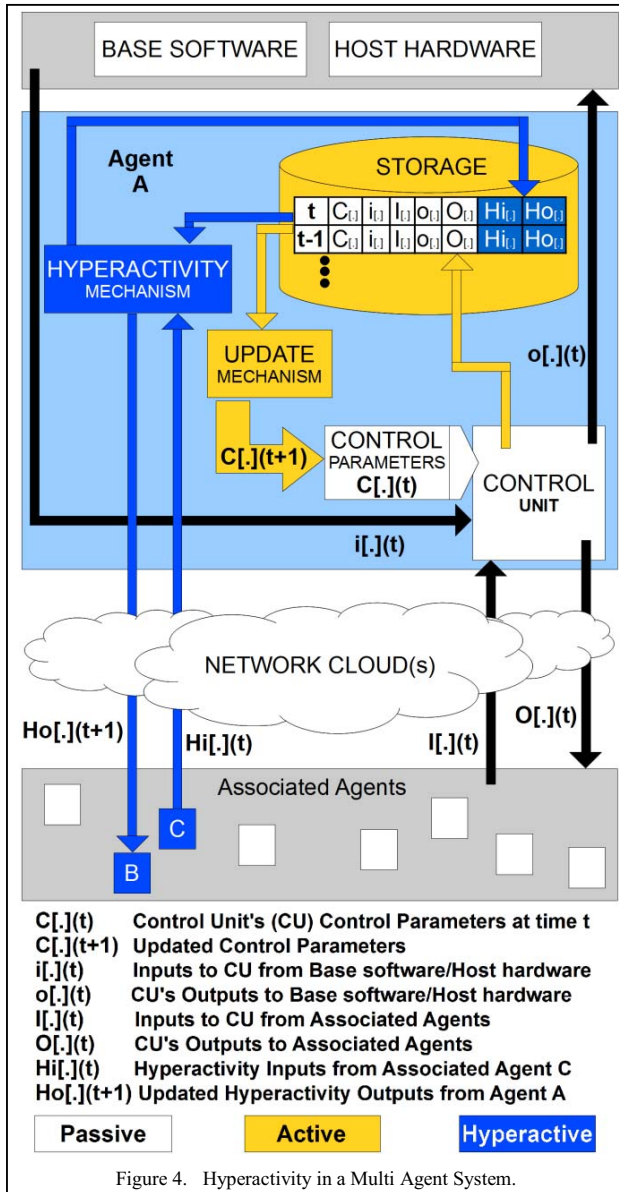 BASE SOFTWARE HOST HARDWARE
Agent
A
STORAGE
t C[.] i[.] I[.] o[.] O[.] Hi[.] Ho[.]
t-1 C[.] i[.] I[.] o[.] O[.] Hi[.] Ho[.]
HYPERACTIVITY
MECHANISM
UPDATE
MECHANISM
o[.](t)
C[.](t+1)
CONTROL
PARAMETERS
C[.](t)
CONTROL
UNIT
i[.](t)
NETWORK CLOUD(s)
Ho[.](t+1)
Hi[.](t)
I[.](t)
O[.](t)
Associated Agents
C
B
C[.](t) Control Unit's (CU) Control Parameters at time t
C[.](t+1) Updated Control Parameters
i[.](t) Inputs to CU from Base software/Host hardware
o[.](t) CU's Outputs to Base software/Host hardware
I[.](t) Inputs to CU from Associated Agents
O[.](t) CU's Outputs to Associated Agents
Hi[.](t) Hyperactivity Inputs from Associated Agent C
Ho[.](t+1) Updated Hyperactivity Outputs from Agent A
Passive Active Hyperactive
Figure 4. Hyperactivity in a Multi Agent System.